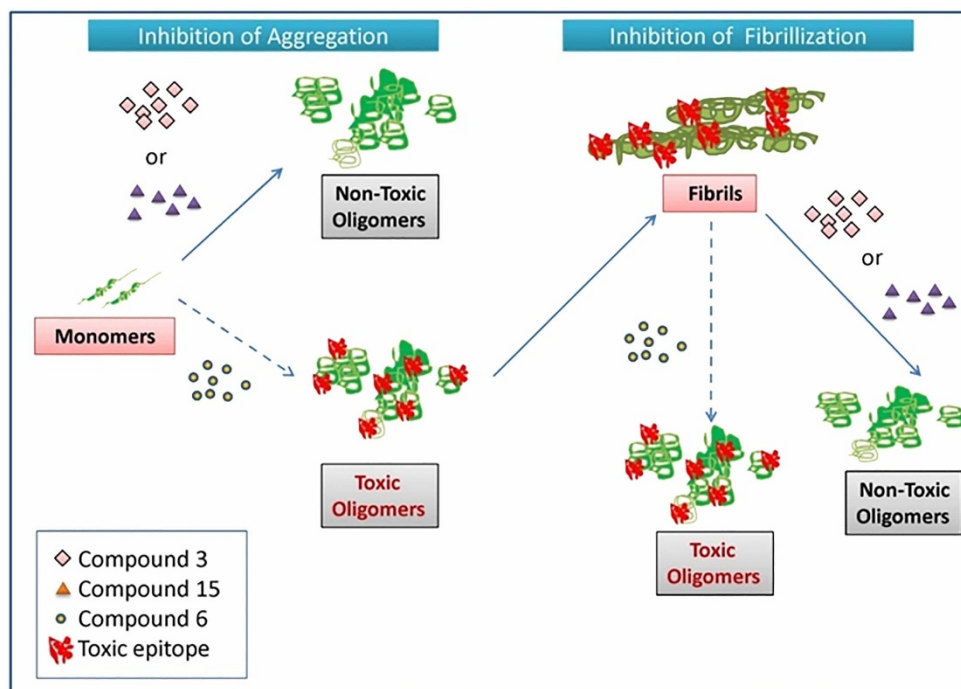 Inhibition of Aggregation
Inhibition of Fibrillization
or
Non-Toxic
Oligomers
Fibrils
or
Monomers
Toxic
Oligomers
Non-Toxic
Oligomers
Toxic
Oligomers
Compound 3
Compound 15
Compound 6
Toxic epitope